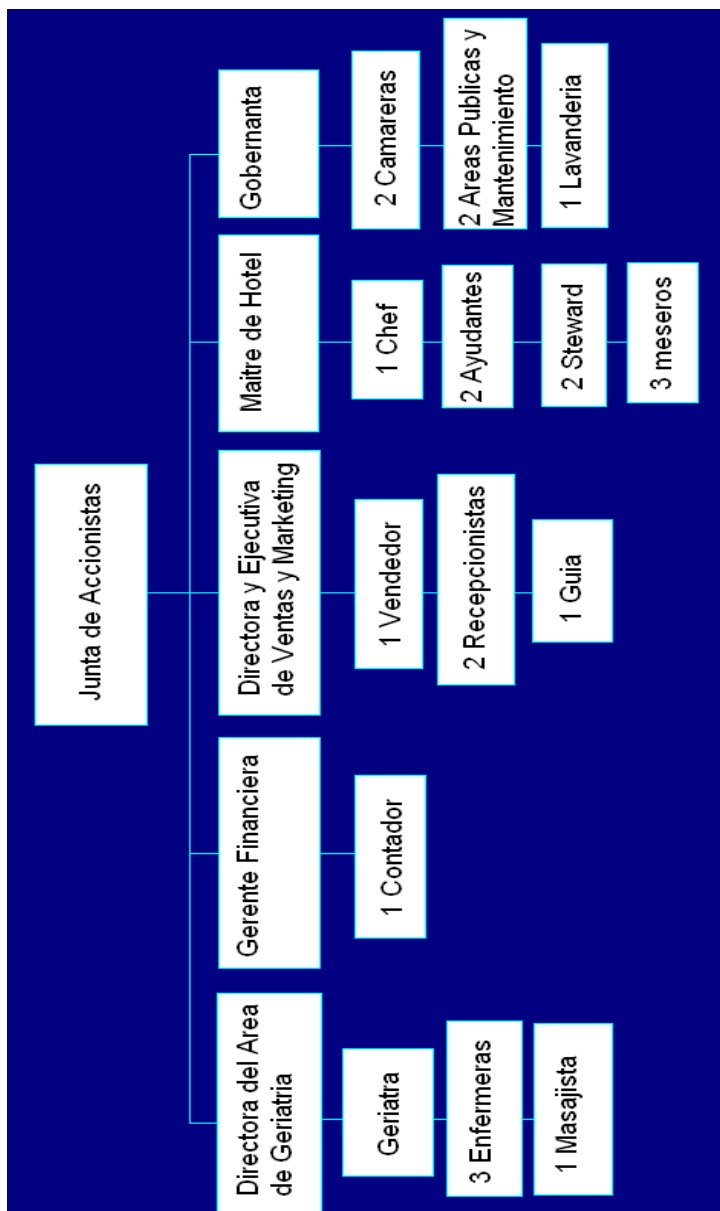 Junta de Accionistas
Directora del Area
de Geriatria
Gerente Financiera
Directora y Ejecutiva
de Ventas y Marketing
Maitre de Hotel
Gobernanta
Geriatra
3 Enfermeras
1 Masajista
1 Contador
1 Vendedor
2 Recepcionistas
1 Guia
1 Chef
2 Ayudantes
2 Steward
3 meseros
2 Camareras
2 Areas Publicas y
Mantenimiento
1 Lavanderia